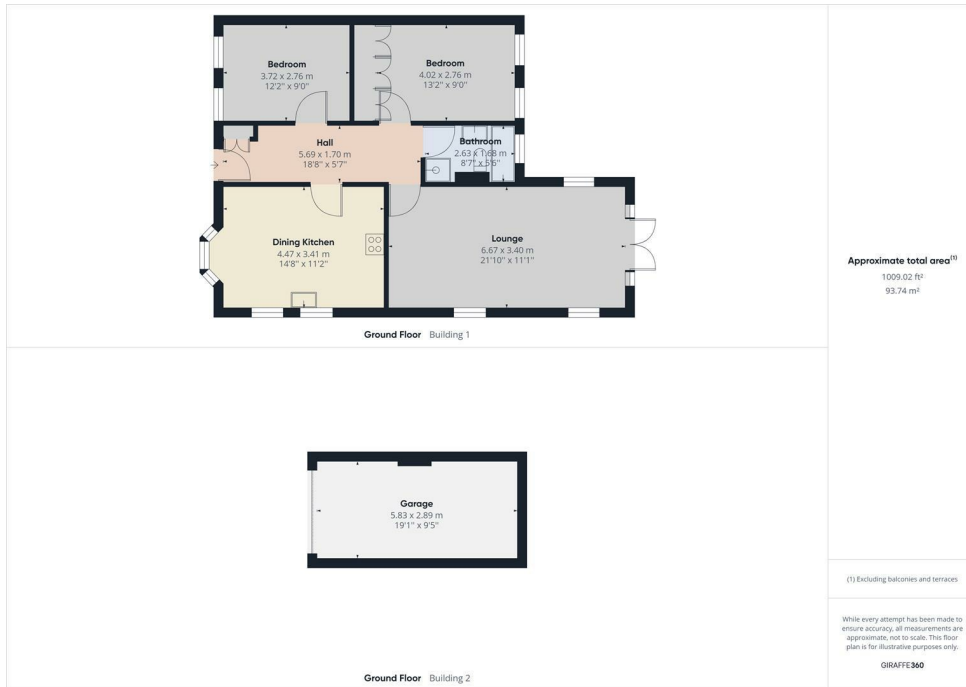 Bedroom
3.72 x 2.76 m
12'2" x 9'0"
Bedroom
4.02 x 2.76 m
13'2" x 9'0"
Hall
5.69 x 1.70 m
18'8" x 5'7"
Bathroom
2.63 x 1.68 m
8'7" x 5'6"
Dining Kitchen
4.47 x 3.41 m
14'8" x 11'2"
Lounge
6.67 x 3.40 m
21'10" x 11'1"
Ground Floor Building 1
Garage
5.83 x 2.89 m
19'1" x 9'5"
Ground Floor Building 2
Approximate total area(1)
1009.02 ft²
93.74 m²
(1) Excluding balconies and terraces
While every attempt has been made to
ensure accuracy, all measurements are
approximate, not to scale. This floor
plan is for illustrative purposes only.
GIRAFFE360